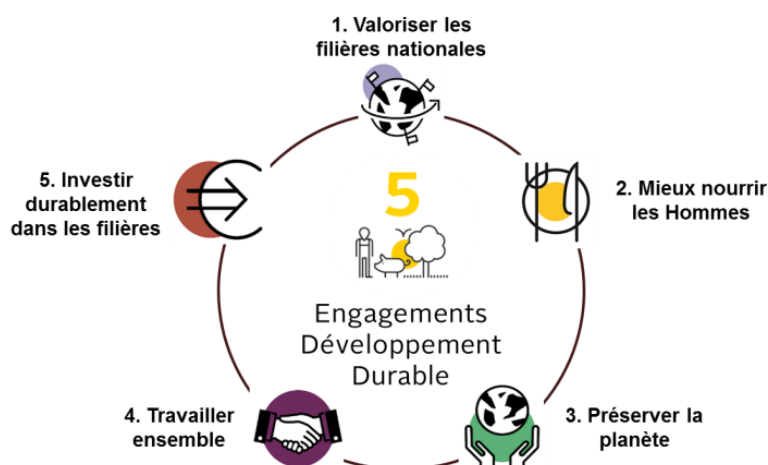 1. Valoriser les
filières nationales
5
5. Investir
durablement
dans les filières
2. Mieux nourrir
les Hommes
Engagements
Développement
Durable
4. Travailler
ensemble
3. Préserver la
planète